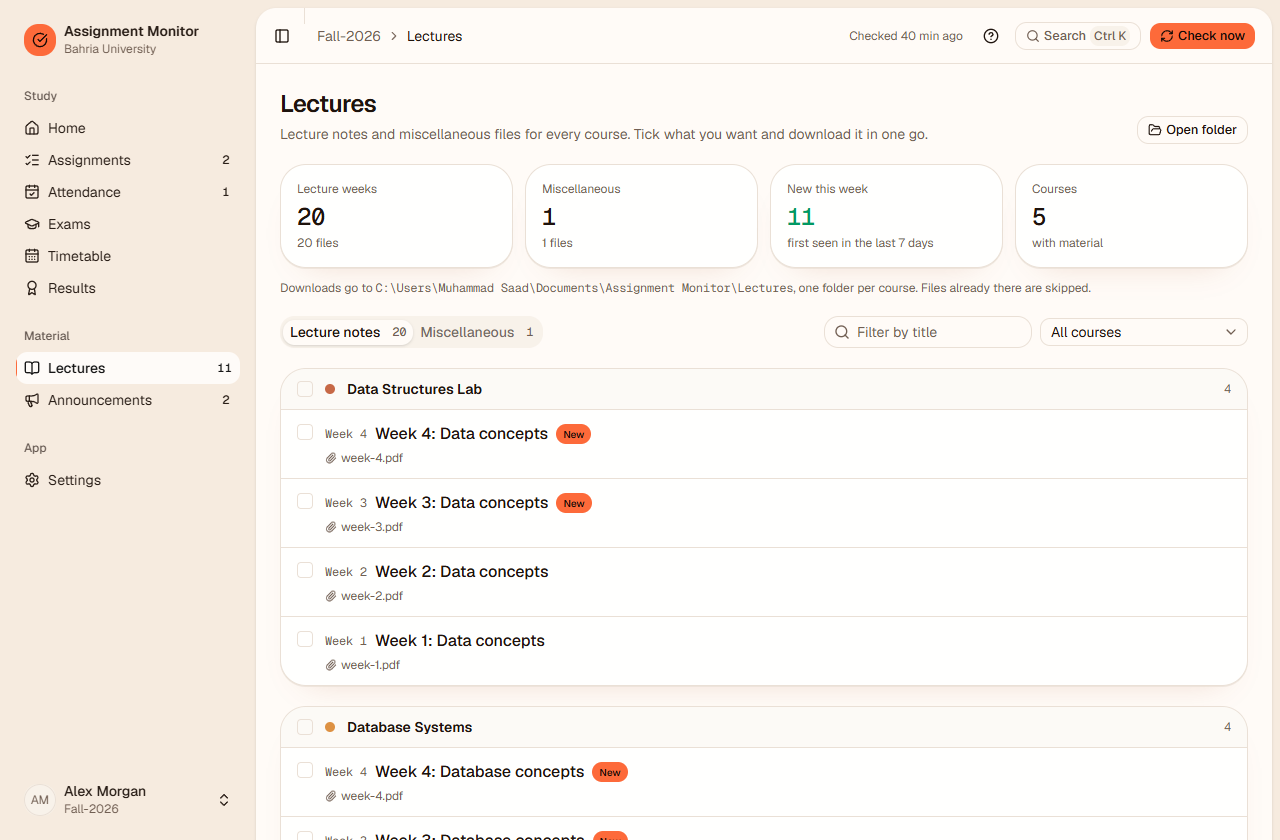 Assignment Monitor
Bahria University
Study
Home
Assignments 2
Attendance 1
Exams
Timetable
Results
Material
Lectures 11
Announcements 2
App
Settings
AM
Alex Morgan
Fall-2026
Fall-2026 > Lectures
Checked 40 min ago
Search Ctrl K
Check now
Lectures
Lecture notes and miscellaneous files for every course. Tick what you want and download it in one go.
Open folder
Lecture weeks
20
20 files
Miscellaneous
1
1 files
New this week
11
first seen in the last 7 days
Courses
5
with material
Downloads go to C:\Users\Muhammad Saad\Documents\Assignment Monitor\Lectures, one folder per course. Files already there are skipped.
Lecture notes 20 Miscellaneous 1
Filter by title
All courses
Data Structures Lab 4
Week 4 Week 4: Data concepts New
week-4.pdf
Week 3 Week 3: Data concepts New
week-3.pdf
Week 2 Week 2: Data concepts
week-2.pdf
Week 1 Week 1: Data concepts
week-1.pdf
Database Systems 4
Week 4 Week 4: Database concepts New
week-4.pdf
Week 3 Week 3: Database concepts New